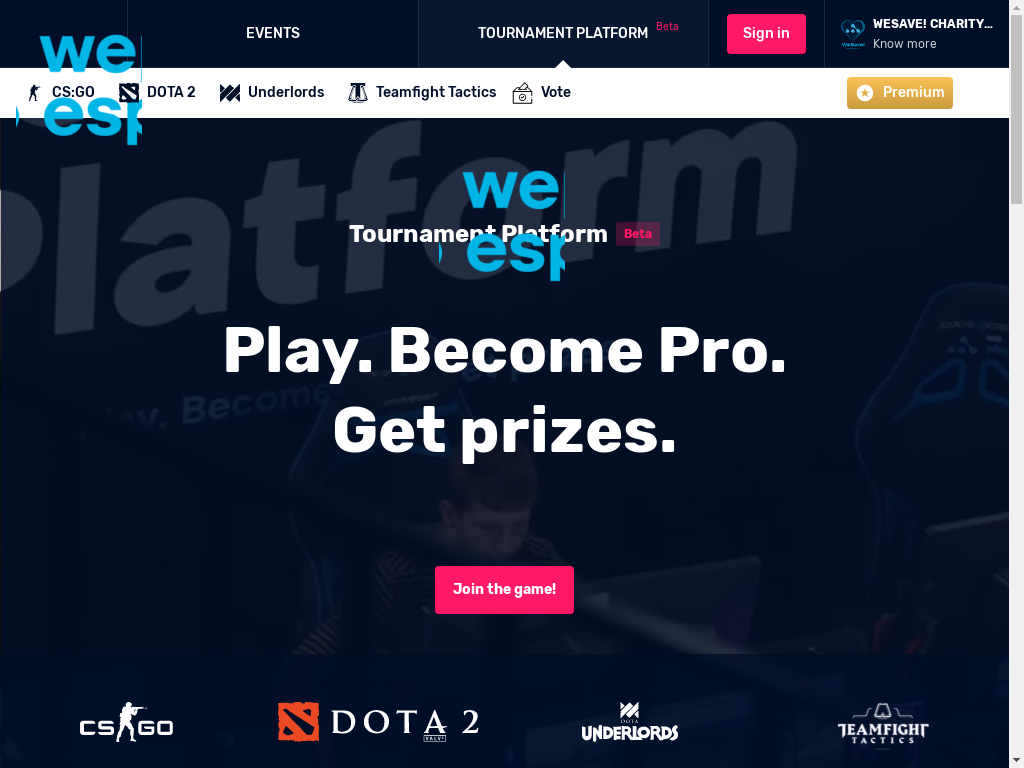 we
esp
EVENTS
TOURNAMENT PLATFORM Beta
Sign in
WESAVE! CHARITY...
Know more
CS:GO
DOTA 2
Underlords
Teamfight Tactics
Vote
Premium
Platform
we
esp
Tournament Platform Beta
Play. Become Pro.
Get prizes.
Join the game!
CS GO
DOTA 2
VALVE
DOTA
UNDERLORDS
TEAMFIGHT
TACTICS